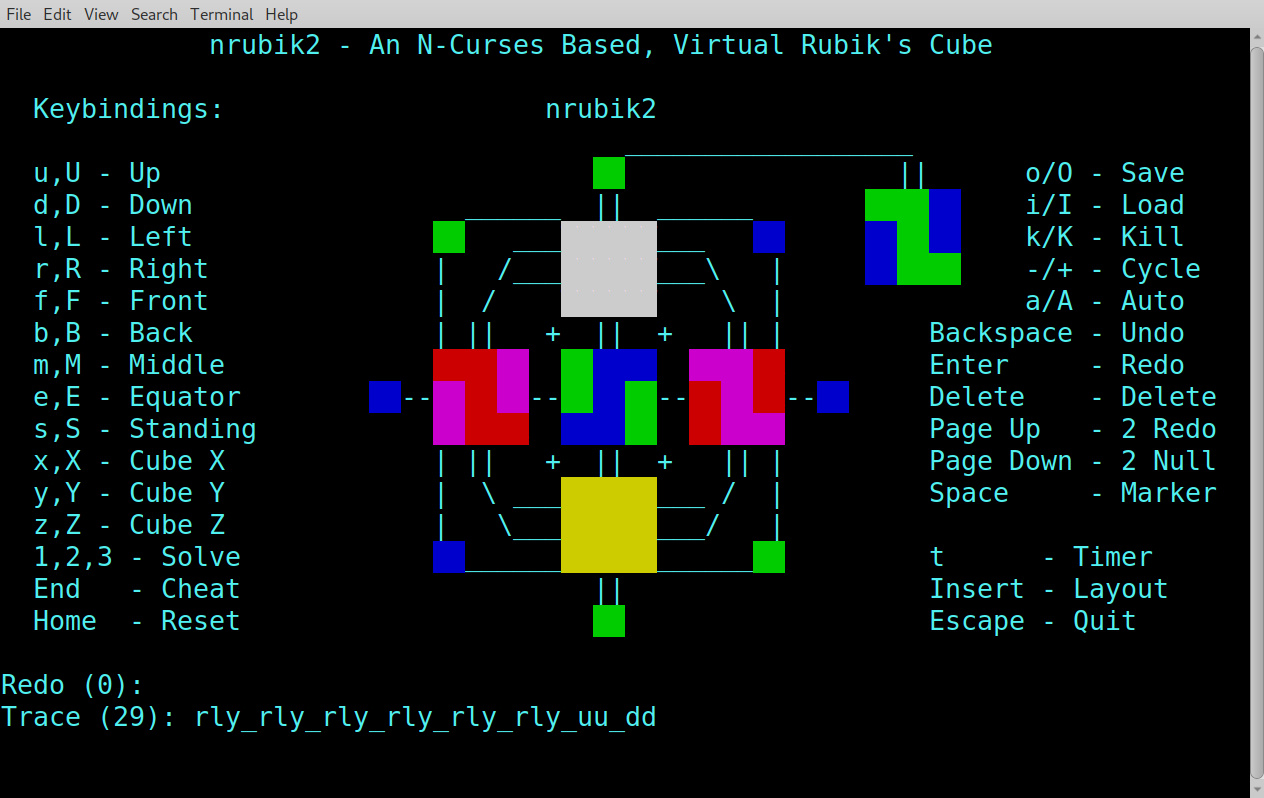 File Edit View Search Terminal Help
nrubik2 - An N-Curses Based, Virtual Rubik's Cube
Keybindings: nrubik2
u,U - Up o/O - Save
d,D - Down i/I - Load
l,L - Left k/K - Kill
r,R - Right -/+ - Cycle
f,F - Front a/A - Auto
b,B - Back Backspace - Undo
m,M - Middle Enter - Redo
e,E - Equator Delete - Delete
s,S - Standing Page Up - 2 Redo
x,X - Cube X Page Down - 2 Null
y,Y - Cube Y Space - Marker
z,Z - Cube Z
1,2,3 - Solve t - Timer
End - Cheat Insert - Layout
Home - Reset Escape - Quit
Redo (0):
Trace (29): rly_rly_rly_rly_rly_rly_uu_dd